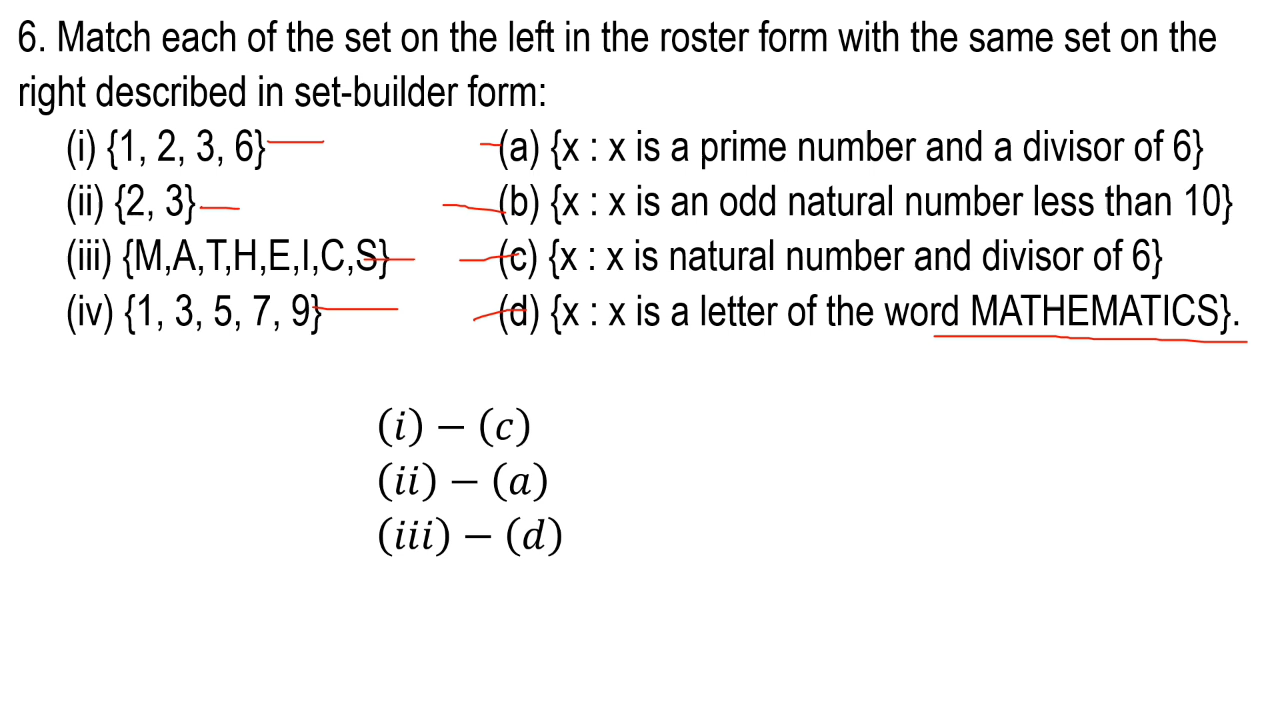 6. Match each of the set on the left in the roster form with the same set on the
right described in set-builder form:
(i) {1, 2, 3, 6} (a) {x : x is a prime number and a divisor of 6}
(ii) {2, 3} (b) {x : x is an odd natural number less than 10}
(iii) {M,A,T,H,E,I,C,S} (c) {x : x is natural number and divisor of 6}
(iv) {1, 3, 5, 7, 9} (d) {x : x is a letter of the word MATHEMATICS}.
(i) − (c)
(ii) − (a)
(iii) − (d)